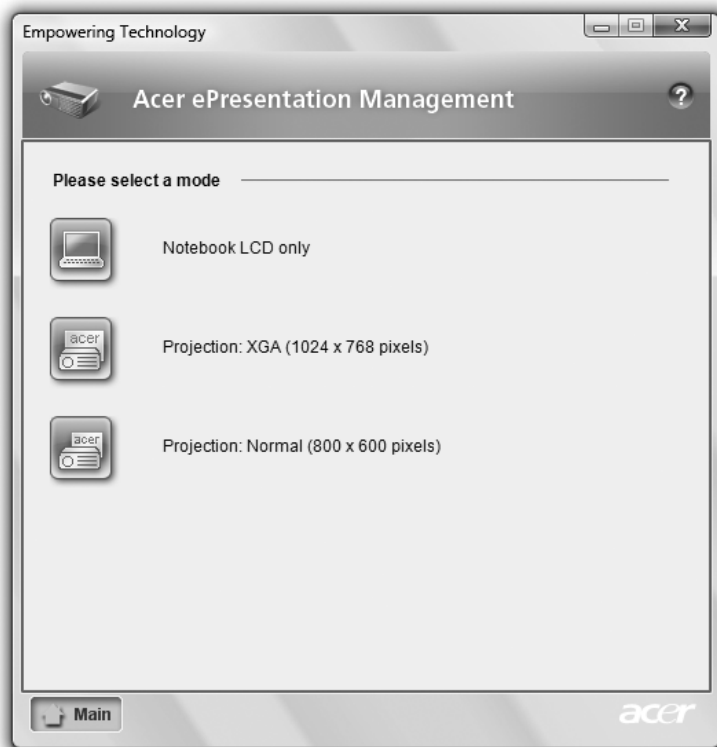 Empowering Technology
Acer ePresentation Management
?
Please select a mode
Notebook LCD only
acer
Projection: XGA (1024 x 768 pixels)
acer
Projection: Normal (800 x 600 pixels)
Main
acer